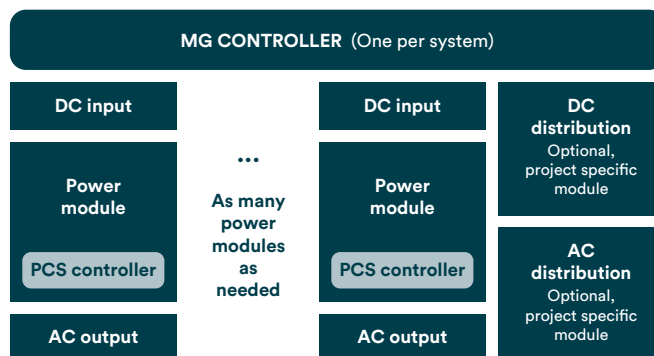 MG CONTROLLER (One per system)
DC input
Power
module
PCS controller
AC output
...
As many
power
modules
as
needed
DC input
Power
module
PCS controller
AC output
DC
distribution
Optional,
project specific
module
AC
distribution
Optional,
project specific
module